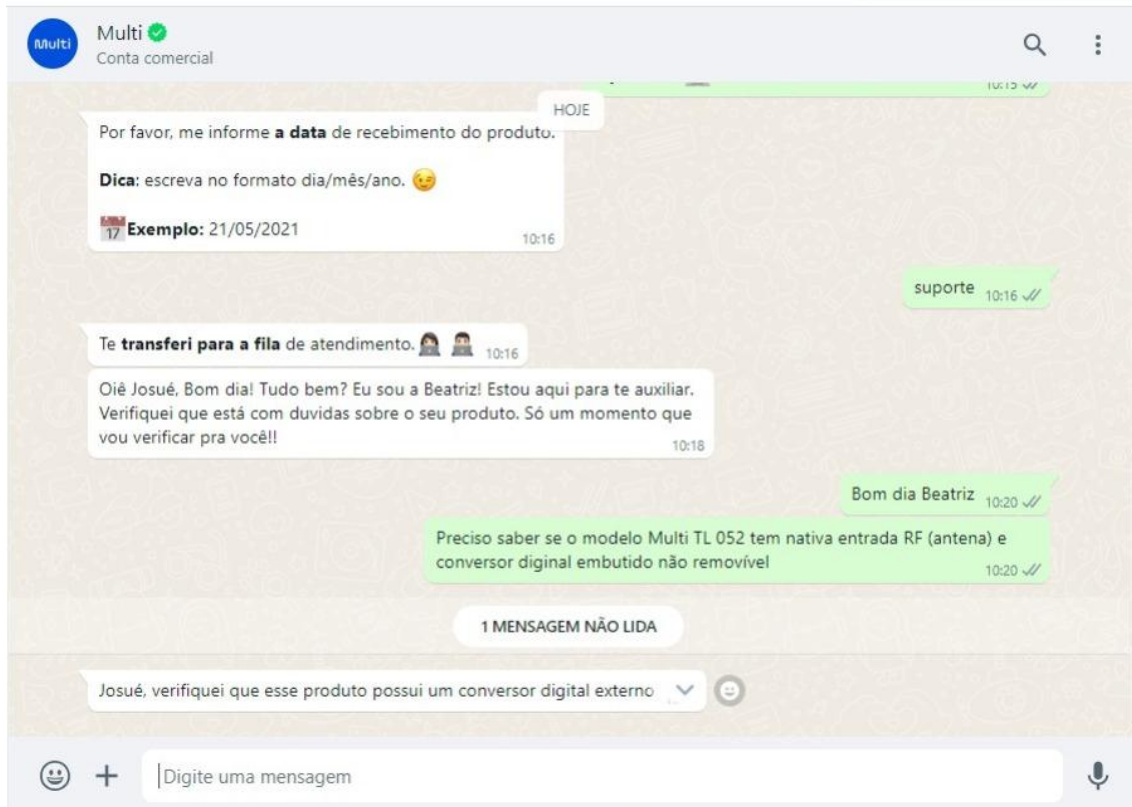 Multi
Multi
Conta comercial
10:15
HOJE
Por favor, me informe a data de recebimento do produto.
Dica: escreva no formato dia/mês/ano.
17 Exemplo: 21/05/2021
10:16
suporte 10:16
Te transferi para a fila de atendimento. 10:16
Oiê Josué, Bom dia! Tudo bem? Eu sou a Beatriz! Estou aqui para te auxiliar.
Verifiquei que está com duvidas sobre o seu produto. Só um momento que
vou verificar pra você!!
10:18
Bom dia Beatriz 10:20
Preciso saber se o modelo Multi TL 052 tem nativa entrada RF (antena) e
conversor diginal embutido não removível
10:20
1 MENSAGEM NÃO LIDA
Josué, verifiquei que esse produto possui um conversor digital externo
Digite uma mensagem